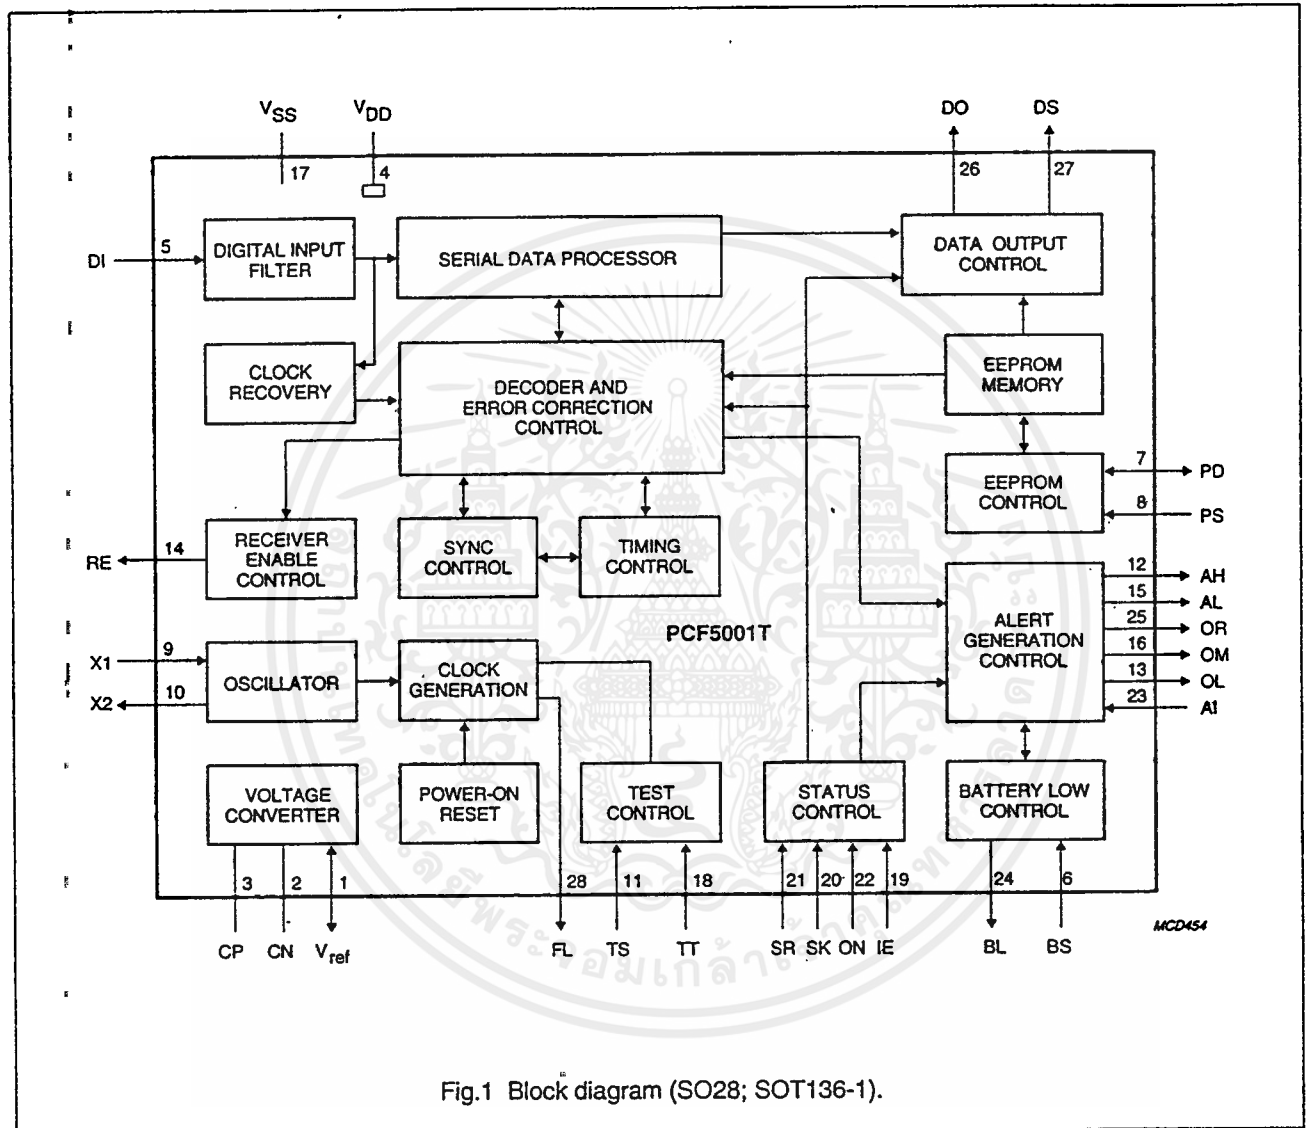 VSS VDD DO DS
17 4 26 27
DI 5 DIGITAL INPUT FILTER
SERIAL DATA PROCESSOR
DATA OUTPUT CONTROL
CLOCK RECOVERY
DECODER AND ERROR CORRECTION CONTROL
EEPROM MEMORY
EEPROM CONTROL
7 PD
8 PS
RE 14 RECEIVER ENABLE CONTROL
SYNC CONTROL
TIMING CONTROL
PCF5001T
ALERT GENERATION CONTROL
12 AH
15 AL
25 OR
16 OM
13 OL
23 AI
X1 9
X2 10
OSCILLATOR
CLOCK GENERATION
VOLTAGE CONVERTER
POWER-ON RESET
TEST CONTROL
STATUS CONTROL
BATTERY LOW CONTROL
3 2 1 28 11 18 21 20 22 19 24 6
CP CN Vref FL TS TT SR SK ON IE BL BS
MCD454
Fig.1 Block diagram (SO28; SOT136-1).